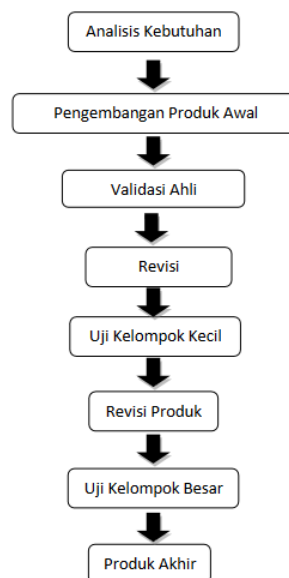 Analisis Kebutuhan
Pengembangan Produk Awal
Validasi Ahli
Revisi
Uji Kelompok Kecil
Revisi Produk
Uji Kelompok Besar
Produk Akhir